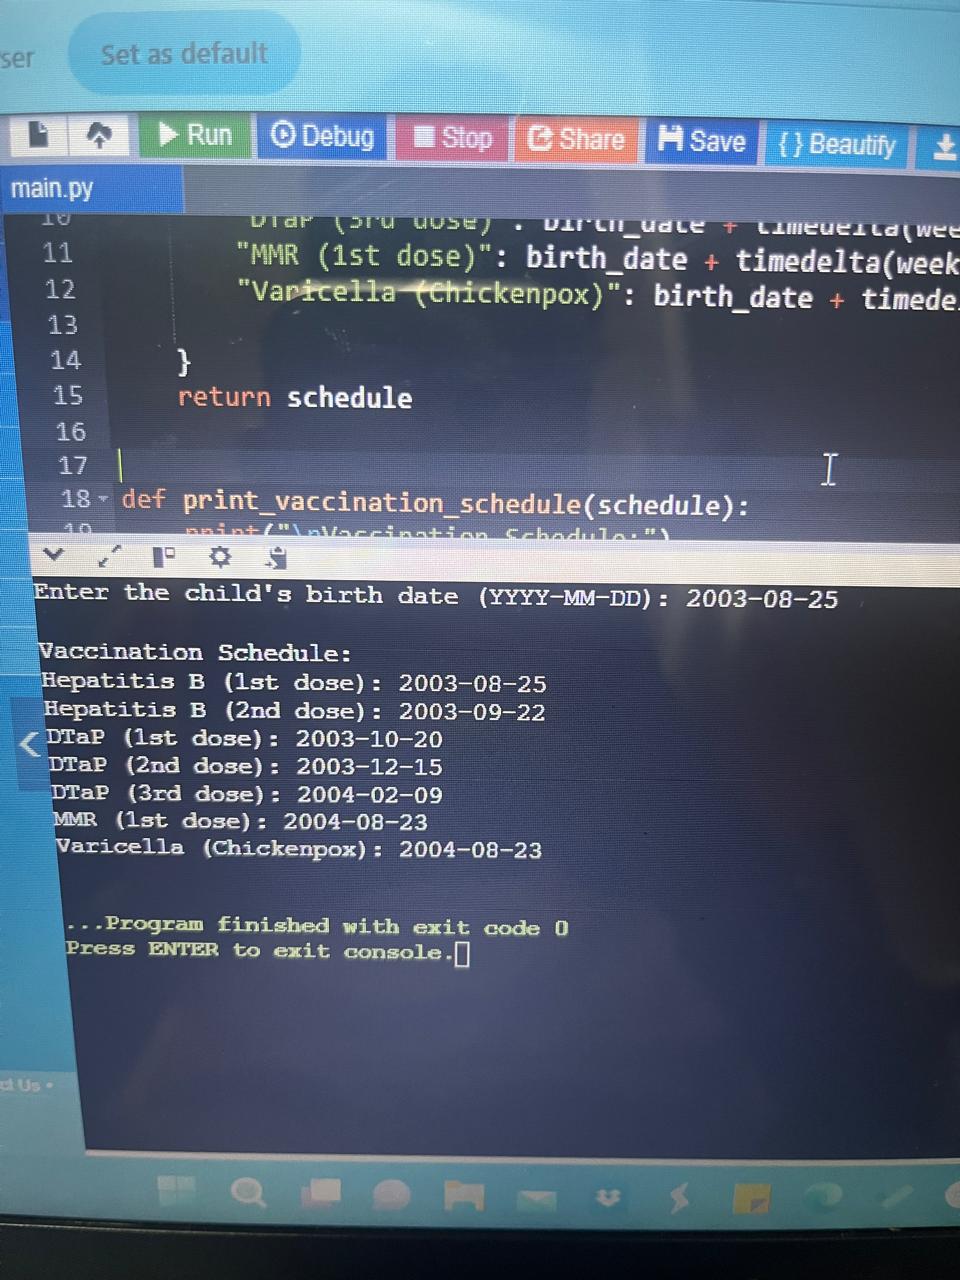 ser Set as default
Run Debug Stop Share Save { } Beautify
main.py
10 "DTaP (3rd dose)": birth_date + timedelta(wee
11 "MMR (1st dose)": birth_date + timedelta(week
12 "Varicella (Chickenpox)": birth_date + timede
13
14 }
15 return schedule
16
17
18 def print_vaccination_schedule(schedule):
19 print("\nVaccination Schedule:")
Enter the child's birth date (YYYY-MM-DD): 2003-08-25
Vaccination Schedule:
Hepatitis B (1st dose): 2003-08-25
Hepatitis B (2nd dose): 2003-09-22
DTaP (1st dose): 2003-10-20
DTaP (2nd dose): 2003-12-15
DTaP (3rd dose): 2004-02-09
MMR (1st dose): 2004-08-23
Varicella (Chickenpox): 2004-08-23
...Program finished with exit code 0
Press ENTER to exit console.
Us •